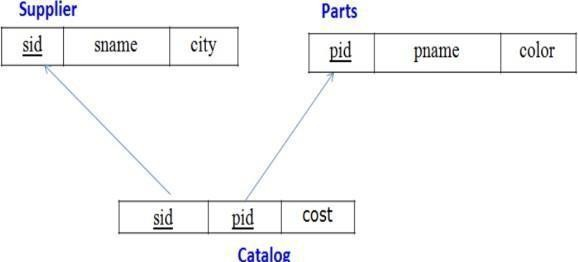 Supplier
Parts
sid sname city
pid pname color
sid pid cost
Catalog